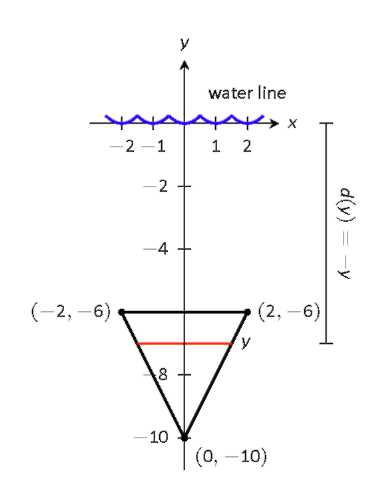 y
water line
x
−2
−1
1
2
−2
d(y) = −y
−4
(−2, −6)
(2, −6)
y
−8
−10
(0, −10)